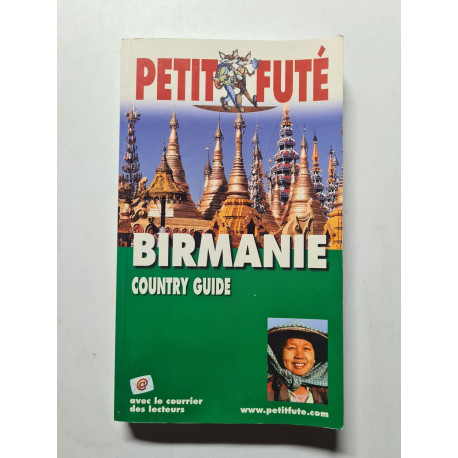 PETIT FUTÉ
BIRMANIE
COUNTRY GUIDE
@
avec le courrier
des lecteurs
www.petitfute.com